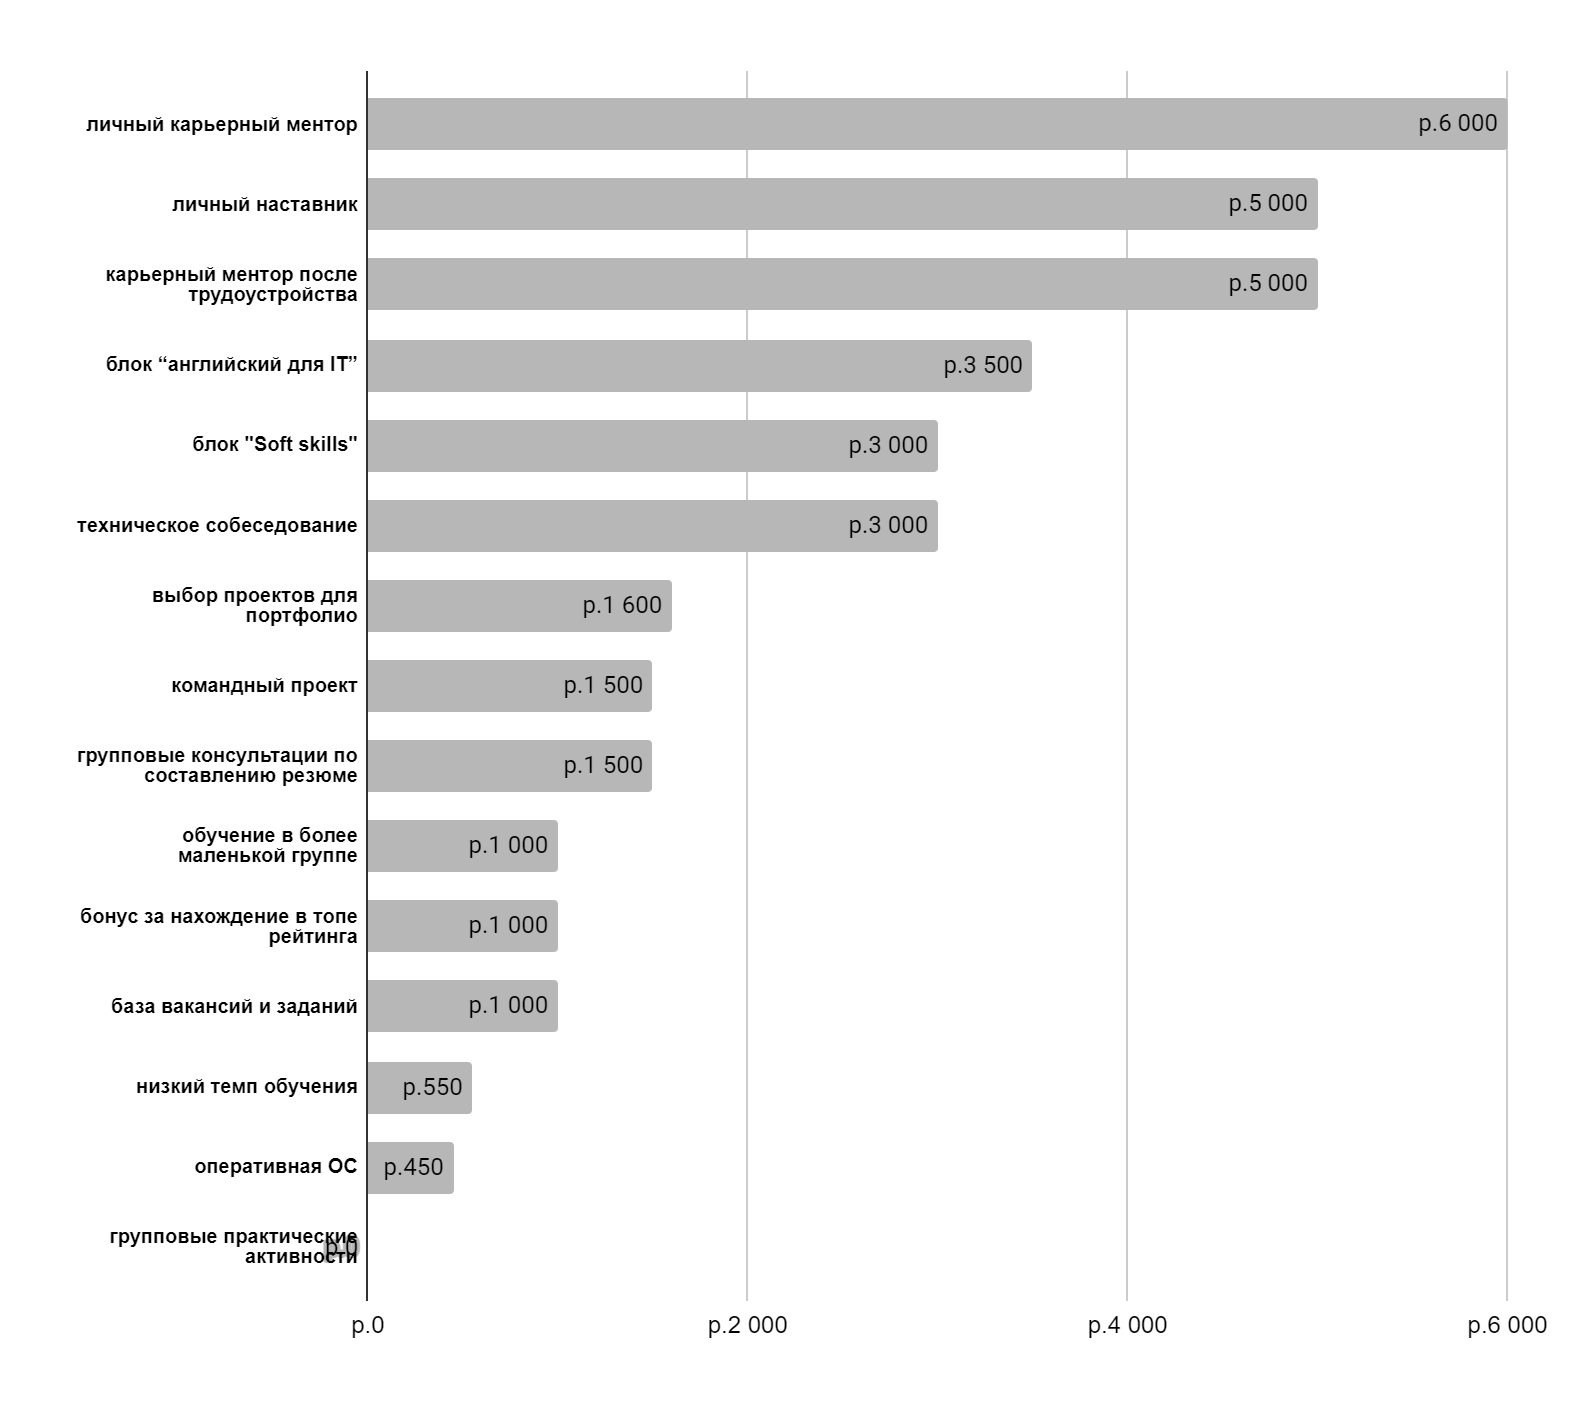 личный карьерный ментор
р.6 000
личный наставник
р.5 000
карьерный ментор после
трудоустройства
р.5 000
блок “английский для IT”
р.3 500
блок "Soft skills"
р.3 000
техническое собеседование
р.3 000
выбор проектов для
портфолио
р.1 600
командный проект
р.1 500
групповые консультации по
составлению резюме
р.1 500
обучение в более
маленькой группе
р.1 000
бонус за нахождение в топе
рейтинга
р.1 000
база вакансий и заданий
р.1 000
низкий темп обучения
р.550
оперативная ОС
р.450
групповые практические
активности
р.0
р.0
р.2 000
р.4 000
р.6 000